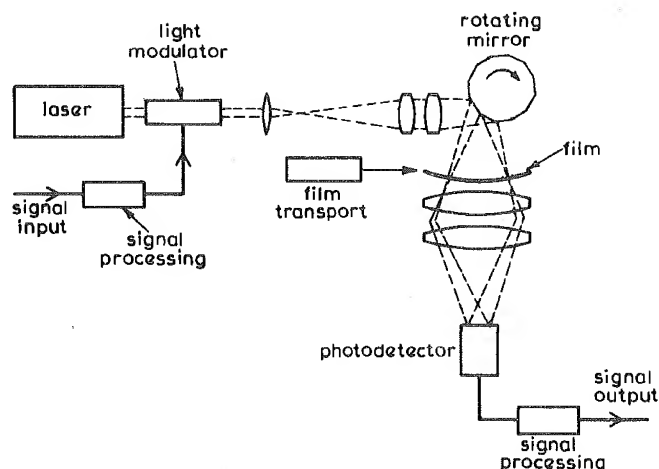 light
modulator
rotating
mirror
laser
film
film
transport
signal
input
signal
processing
photodetector
signal
output
signal
processing